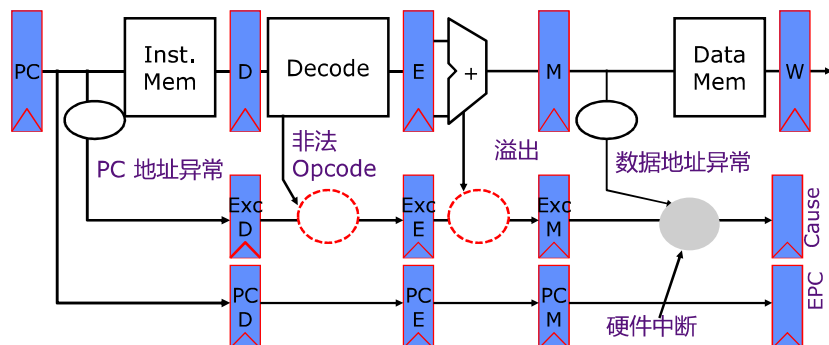 PC
Inst.
Mem
D
Decode
E
+
M
Data
Mem
W
PC 地址异常
非法
Opcode
溢出
数据地址异常
Exc
D
Exc
E
Exc
M
Cause
PC
D
PC
E
PC
M
硬件中断
EPC